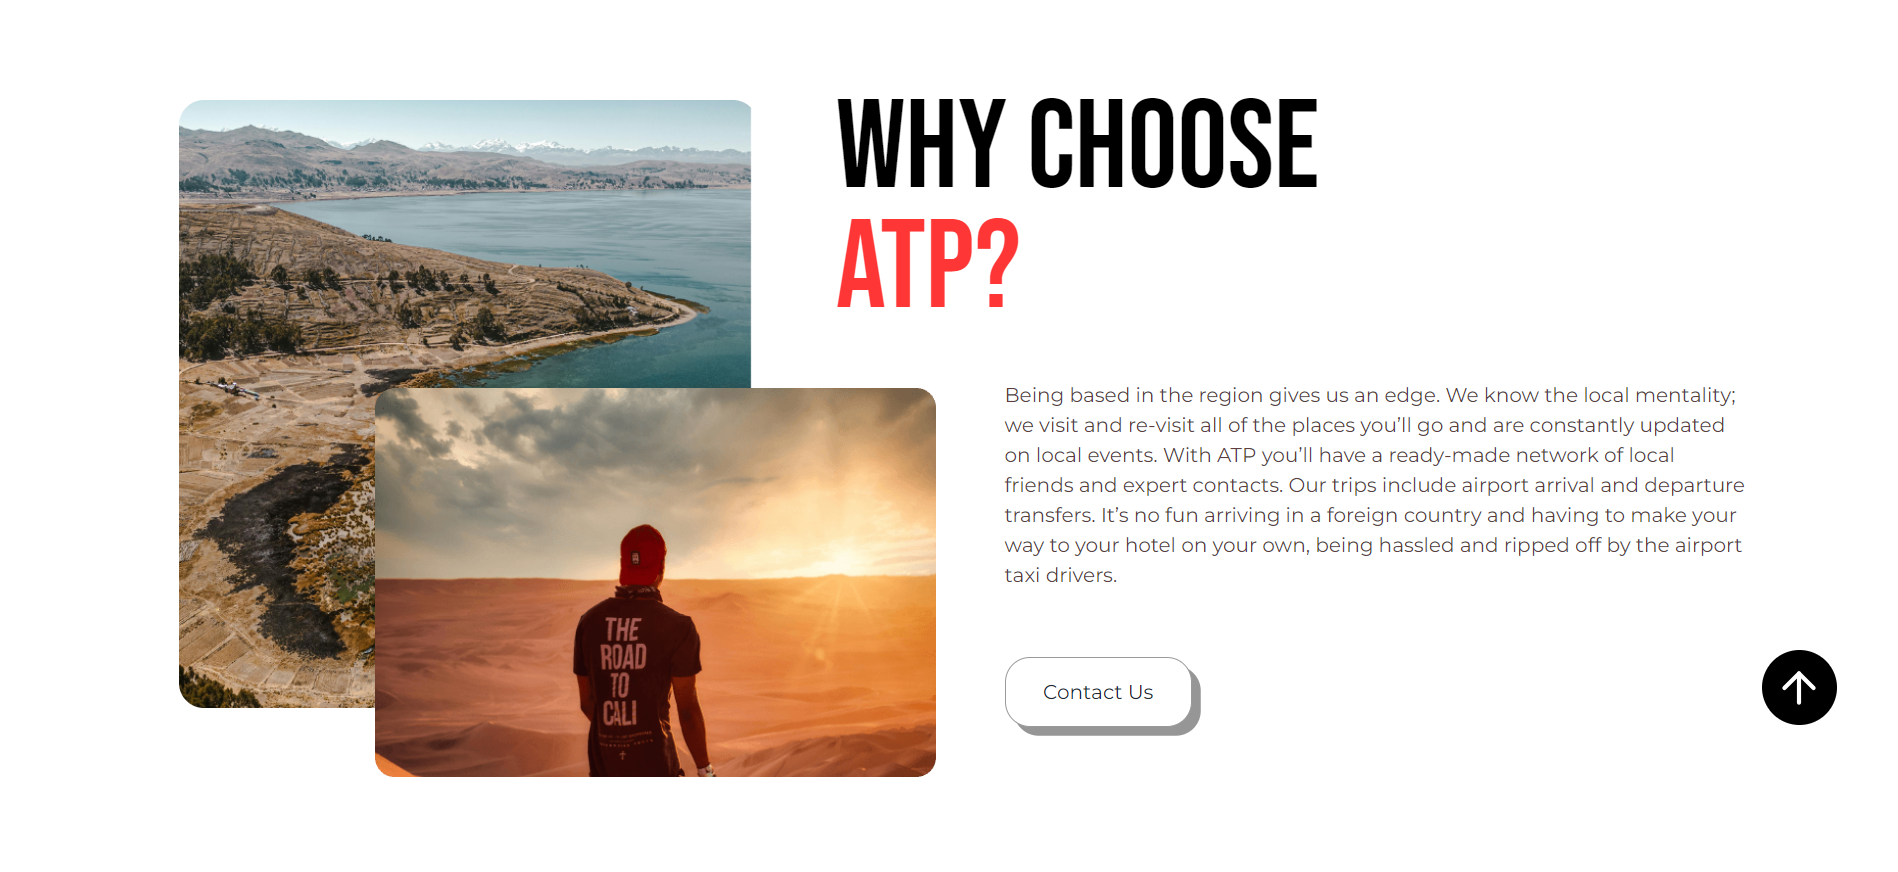 WHY CHOOSE
ATP?
Being based in the region gives us an edge. We know the local mentality;
we visit and re-visit all of the places you’ll go and are constantly updated
on local events. With ATP you’ll have a ready-made network of local
friends and expert contacts. Our trips include airport arrival and departure
transfers. It’s no fun arriving in a foreign country and having to make your
way to your hotel on your own, being hassled and ripped off by the airport
taxi drivers.
THE
ROAD
TO
CALI
Contact Us